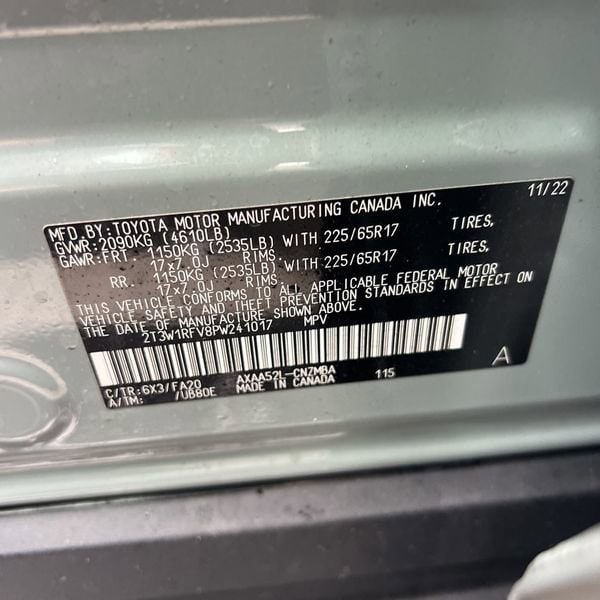 MFD.BY:TOYOTA MOTOR MANUFACTURING CANADA INC. 11/22
GVWR:2090KG (4610LB)
GAWR:FRT 1150KG (2535LB) WITH 225/65R17 TIRES,
17x7.0J RIMS,
RR. 1150KG (2535LB) WITH 225/65R17 TIRES,
17x7.0J RIMS,
THIS VEHICLE CONFORMS TO ALL APPLICABLE FEDERAL MOTOR
VEHICLE SAFETY AND THEFT PREVENTION STANDARDS IN EFFECT ON
THE DATE OF MANUFACTURE SHOWN ABOVE.
2T3W1RFV8PW241017 MPV
C/TR:6X3/FA20 AXAA52L-CNZMBA 115 A
A/TM: /UB80E MADE IN CANADA